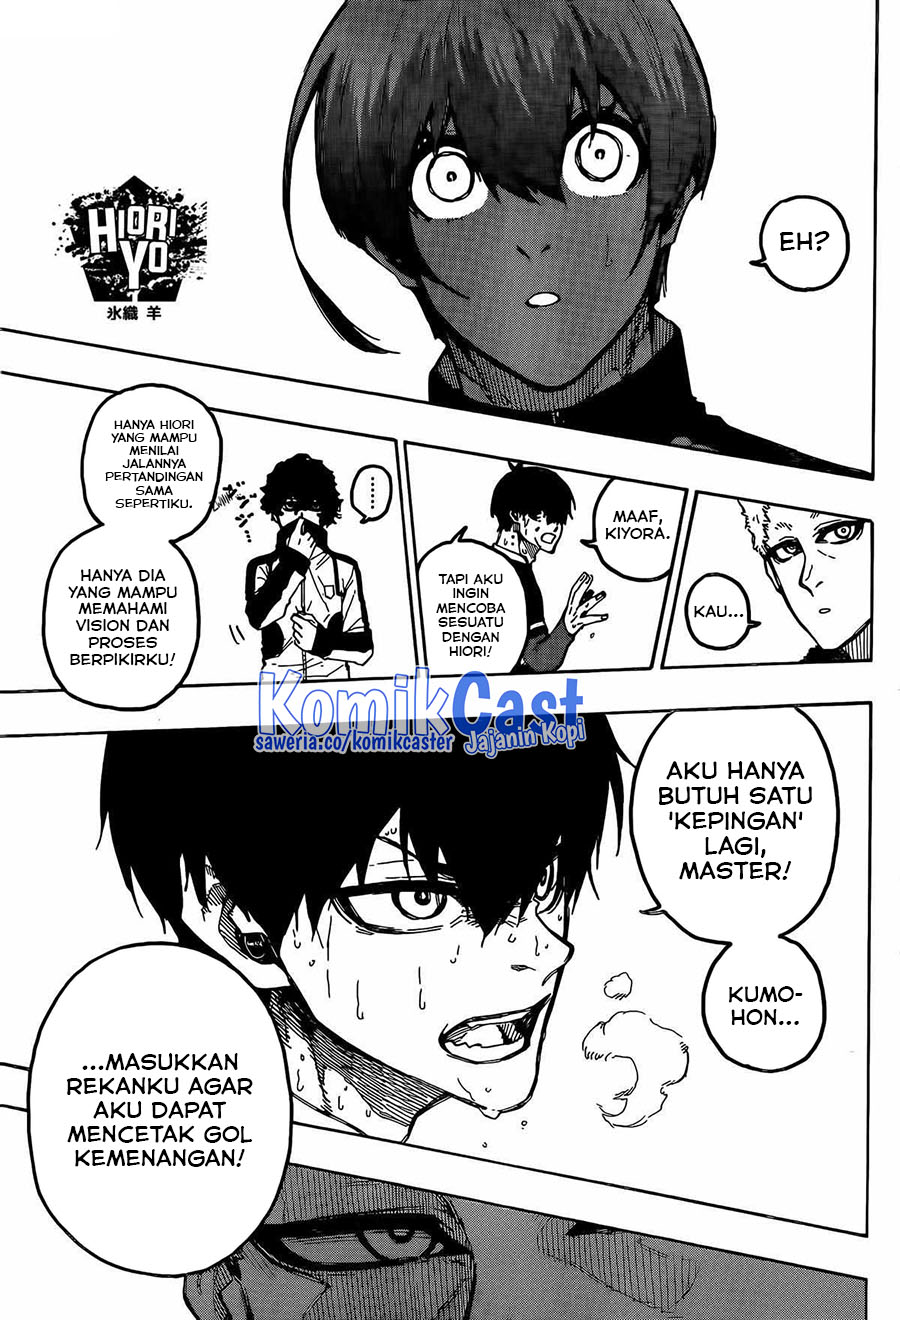 EH?
HIORI
YO
氷織 羊
KAU...
MAAF,
KIYORA.
TAPI AKU
INGIN
MENCOBA
SESUATU
DENGAN
HIORI!
.......
HANYA HIORI
YANG MAMPU
MENILAI
JALANNYA
PERTANDINGAN
SAMA
SEPERTIKU.
HANYA DIA
YANG MAMPU
MEMAHAMI
VISION DAN
PROSES
BERPIKIRKU!
KomikCast
saweria.co/komikcaster Jajanin Kopi
AKU HANYA
BUTUH SATU
'KEPINGAN'
LAGI,
MASTER!
KUMO-
HON...
...MASUKKAN
REKANKU AGAR
AKU DAPAT
MENCETAK GOL
KEMENANGAN!